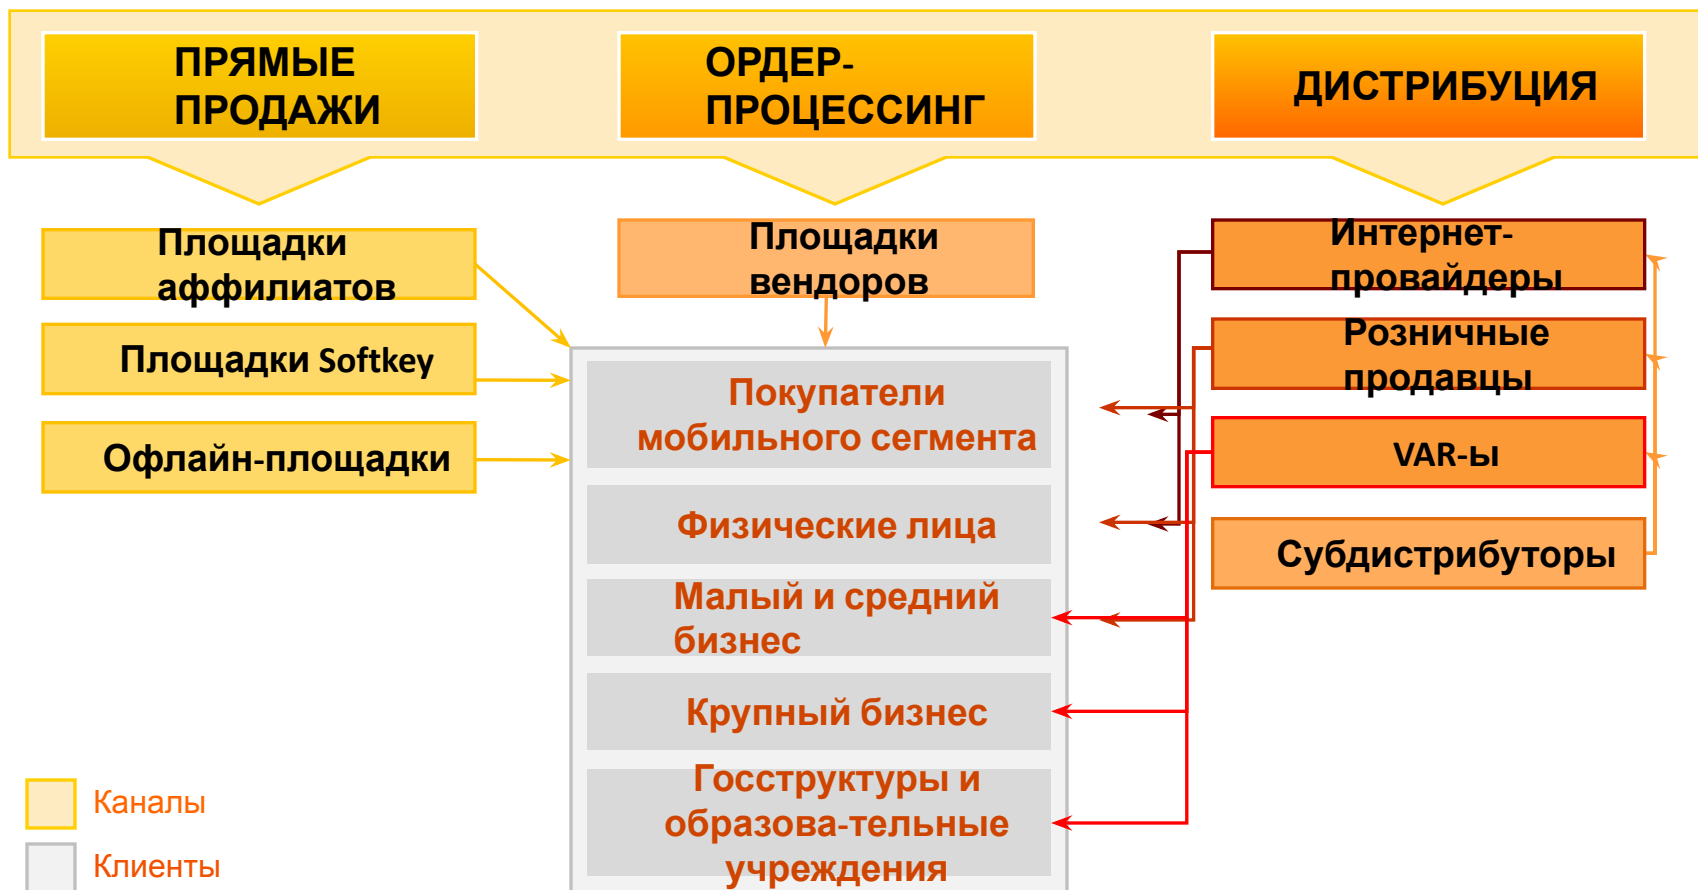 ПРЯМЫЕ
ПРОДАЖИ
ОРДЕР-
ПРОЦЕССИНГ
ДИСТРИБУЦИЯ
Площадки
аффилиатов
Площадки Softkey
Офлайн-площадки
Площадки
вендоров
Интернет-
провайдеры
Розничные
продавцы
VAR-ы
Субдистрибуторы
Покупатели
мобильного сегмента
Физические лица
Малый и средний
бизнес
Крупный бизнес
Госструктуры и
образова-тельные
учреждения
Каналы
Клиенты